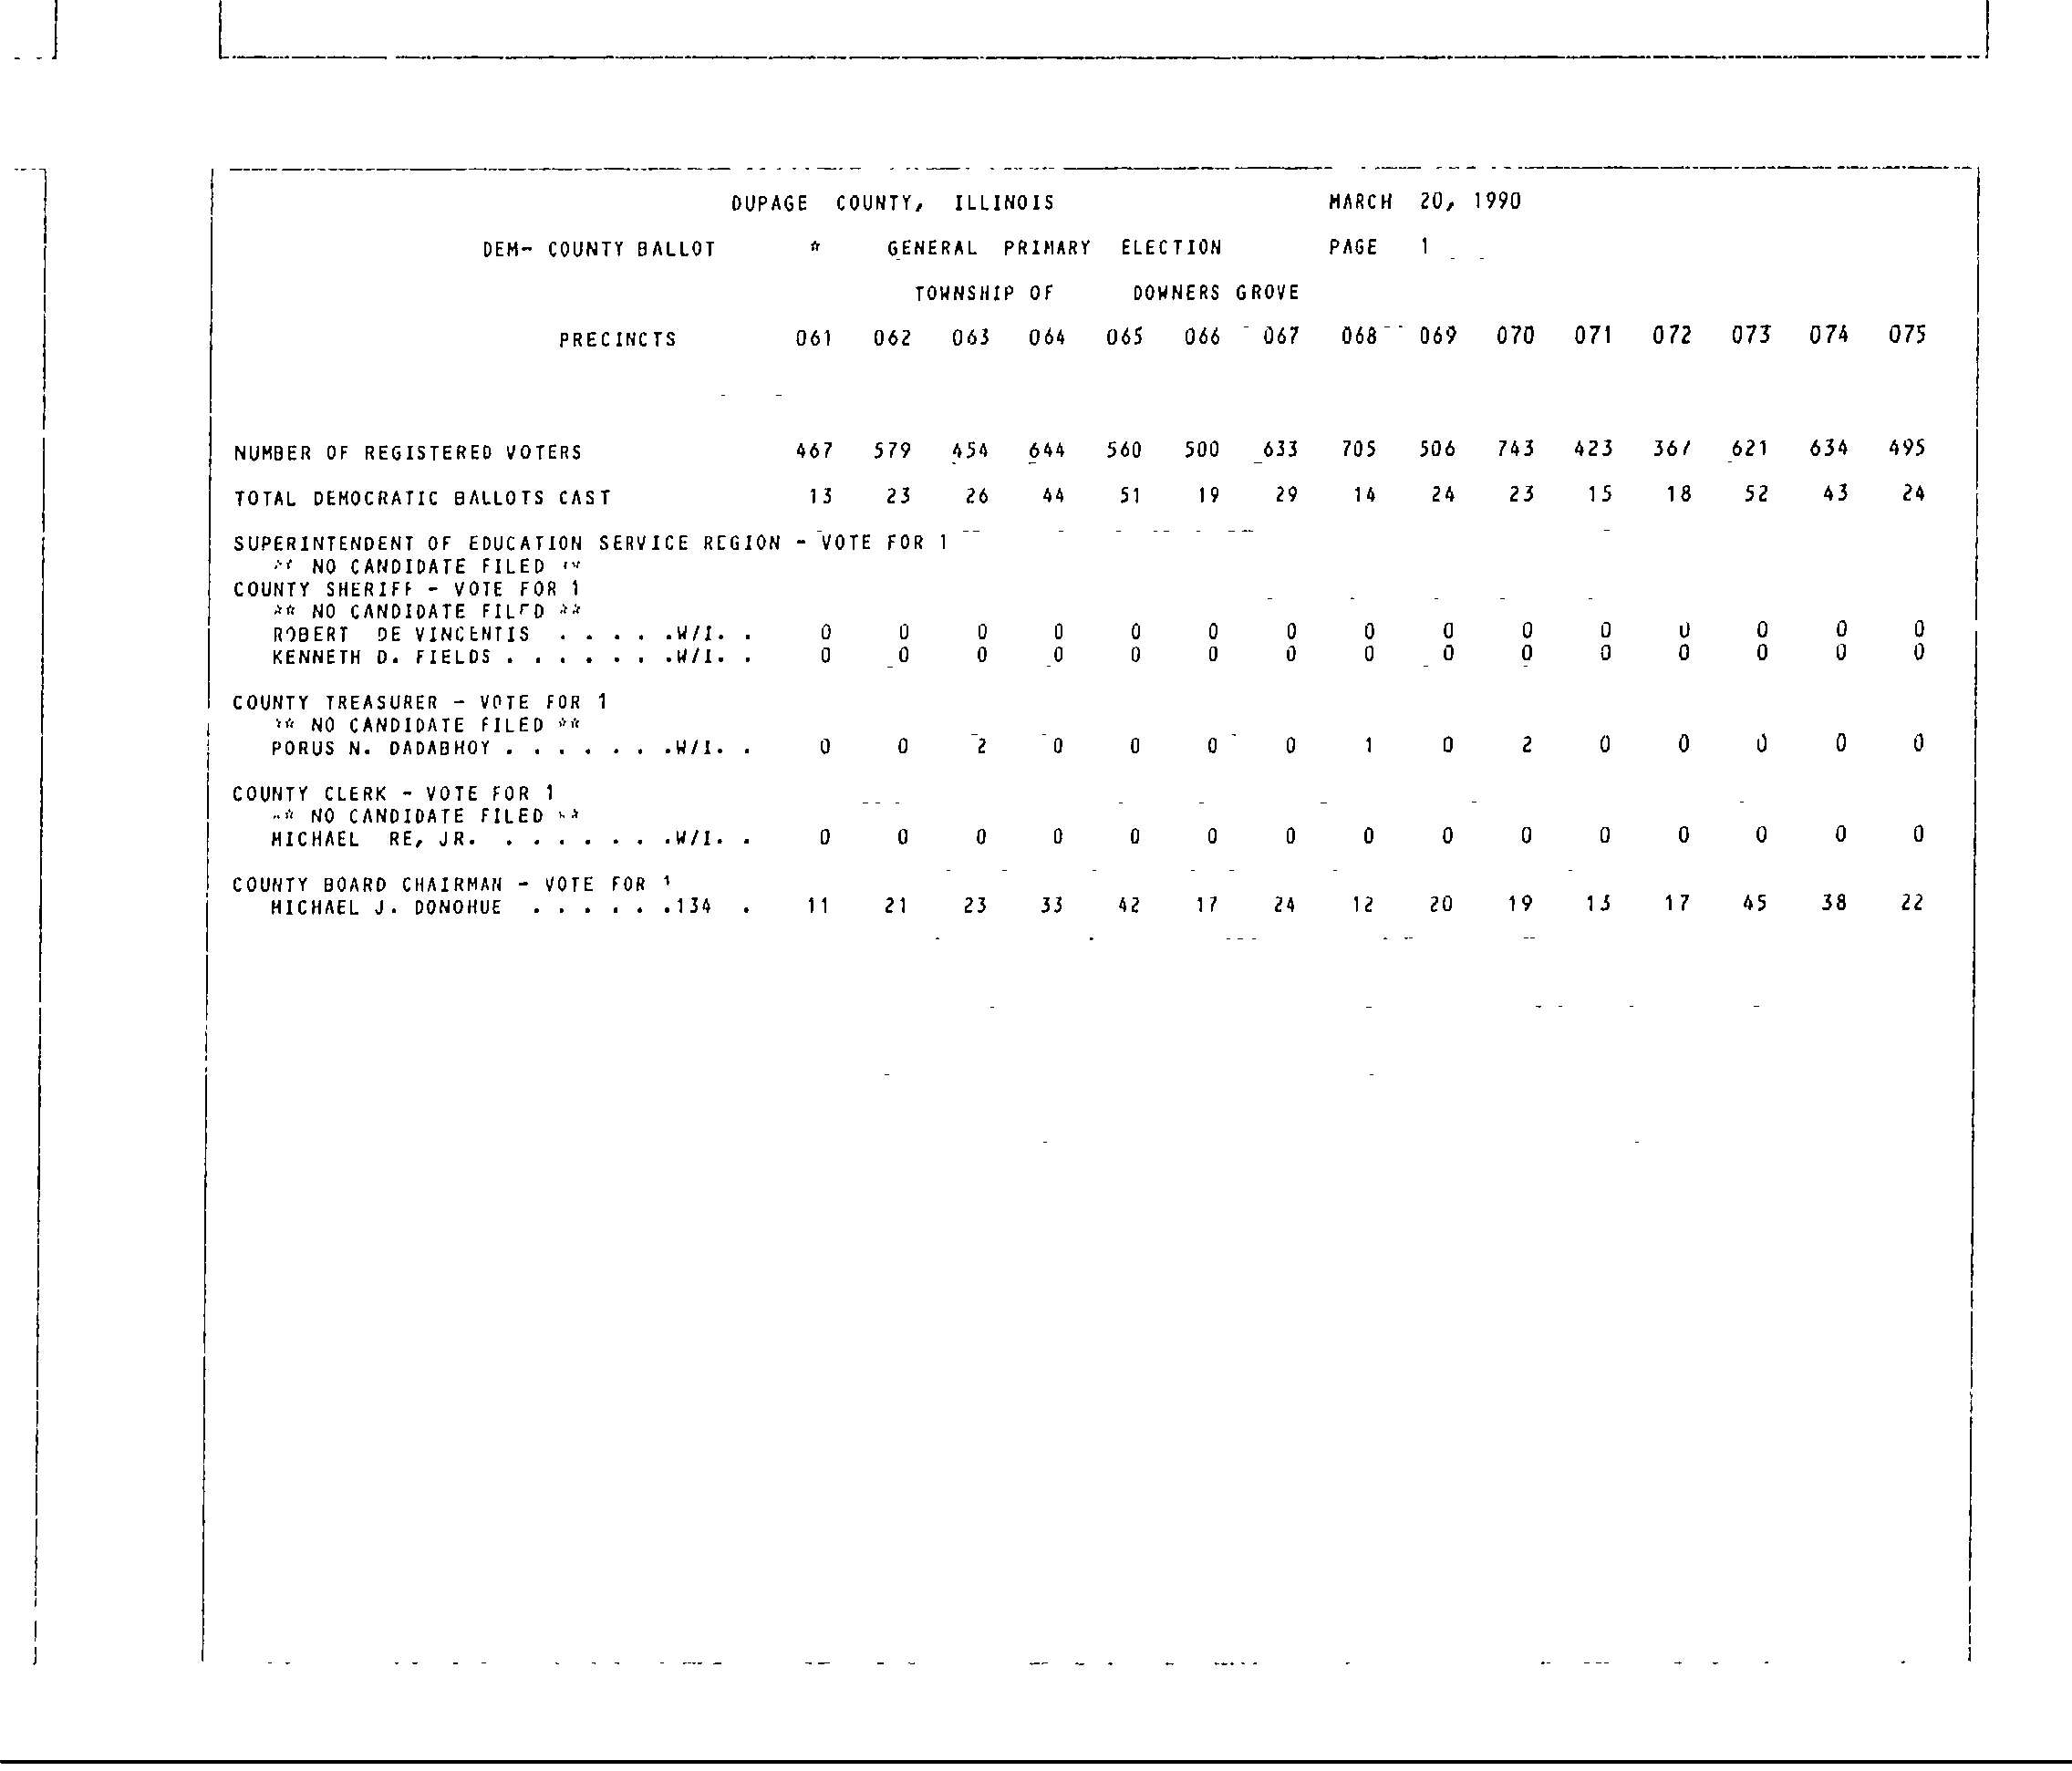 DUPAGE COUNTY, ILLINOIS MARCH 20, 1990
DEM- COUNTY BALLOT * GENERAL PRIMARY ELECTION PAGE 1
TOWNSHIP OF DOWNERS GROVE
PRECINCTS 061 062 063 064 065 066 067 068 069 070 071 072 073 074 075
NUMBER OF REGISTERED VOTERS 467 579 454 644 560 500 633 705 506 743 423 367 621 634 495
TOTAL DEMOCRATIC BALLOTS CAST 13 23 26 44 51 19 29 14 24 23 15 18 52 43 24
SUPERINTENDENT OF EDUCATION SERVICE REGION - VOTE FOR 1
** NO CANDIDATE FILED **
COUNTY SHERIFF - VOTE FOR 1
** NO CANDIDATE FILED **
ROBERT DE VINCENTIS . . . . .W/I. . 0 0 0 0 0 0 0 0 0 0 0 0 0 0 0
KENNETH D. FIELDS . . . . . . .W/I. . 0 0 0 0 0 0 0 0 0 0 0 0 0 0 0
COUNTY TREASURER - VOTE FOR 1
** NO CANDIDATE FILED **
PORUS N. DADABHOY . . . . . . .W/I. . 0 0 2 0 0 0 0 1 0 2 0 0 0 0 0
COUNTY CLERK - VOTE FOR 1
** NO CANDIDATE FILED **
MICHAEL RE, JR. . . . . . . .W/I. . 0 0 0 0 0 0 0 0 0 0 0 0 0 0 0
COUNTY BOARD CHAIRMAN - VOTE FOR 1
MICHAEL J. DONOHUE . . . . . .134 . 11 21 23 33 42 17 24 12 20 19 13 17 45 38 22